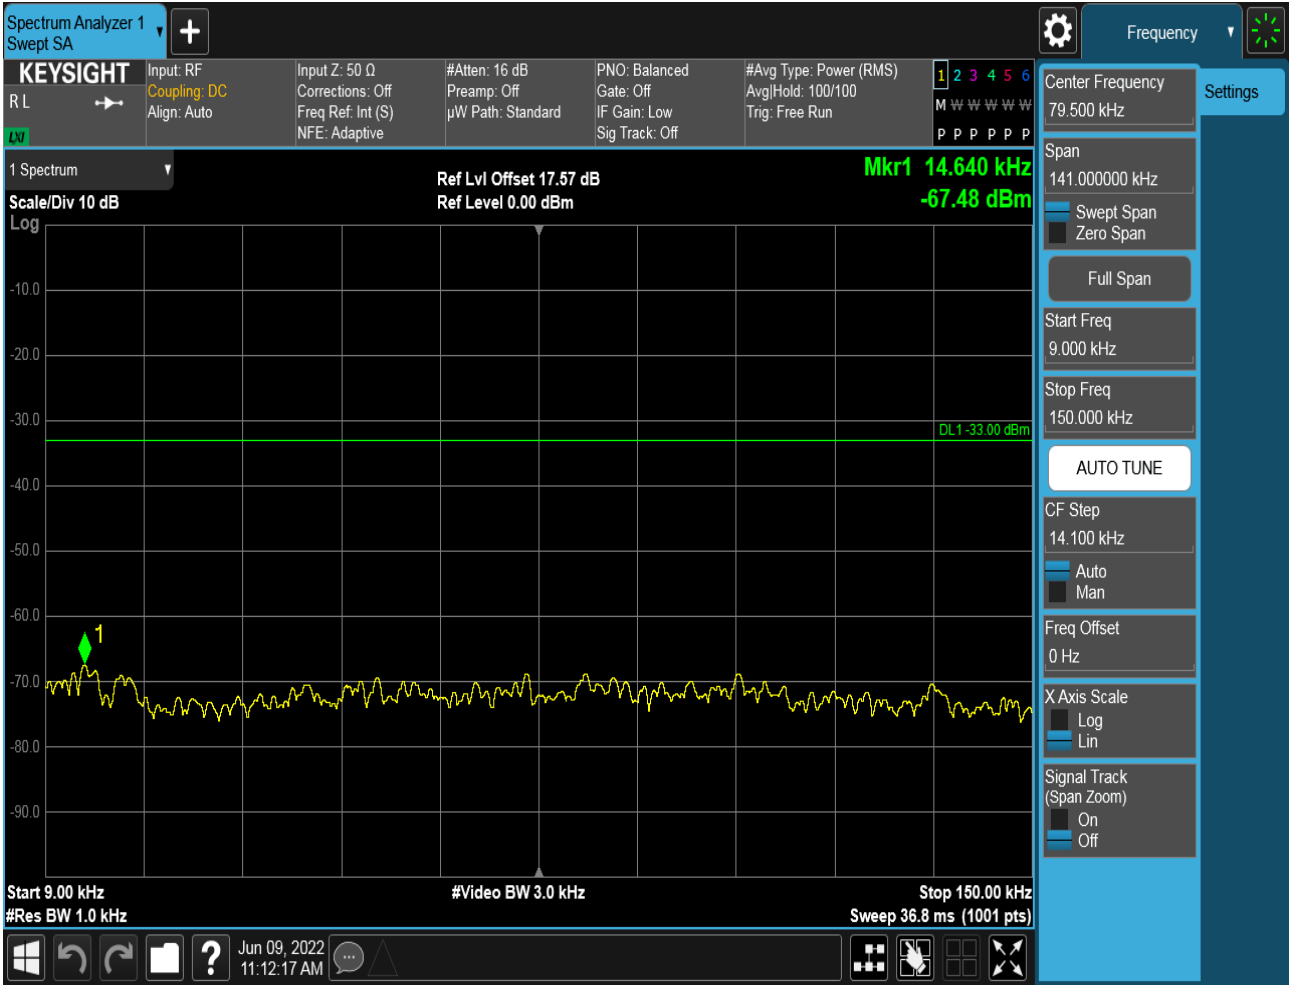 Spectrum Analyzer 1
Swept SA
Frequency
KEYSIGHT
R L
LXI
Input: RF
Coupling: DC
Align: Auto
Input Z: 50 Ω
Corrections: Off
Freq Ref: Int (S)
NFE: Adaptive
#Atten: 16 dB
Preamp: Off
µW Path: Standard
PNO: Balanced
Gate: Off
IF Gain: Low
Sig Track: Off
#Avg Type: Power (RMS)
Avg|Hold: 100/100
Trig: Free Run
1 2 3 4 5 6
M W W W W W
P P P P P P
1 Spectrum
Scale/Div 10 dB
Log
Ref Lvl Offset 17.57 dB
Ref Level 0.00 dBm
Mkr1 14.640 kHz
-67.48 dBm
-10.0
-20.0
-30.0
DL1 -33.00 dBm
-40.0
-50.0
-60.0
1
-70.0
-80.0
-90.0
Start 9.00 kHz
#Video BW 3.0 kHz
Stop 150.00 kHz
#Res BW 1.0 kHz
Sweep 36.8 ms (1001 pts)
Jun 09, 2022
11:12:17 AM
Center Frequency
79.500 kHz
Settings
Span
141.000000 kHz
Swept Span
Zero Span
Full Span
Start Freq
9.000 kHz
Stop Freq
150.000 kHz
AUTO TUNE
CF Step
14.100 kHz
Auto
Man
Freq Offset
0 Hz
X Axis Scale
Log
Lin
Signal Track
(Span Zoom)
On
Off